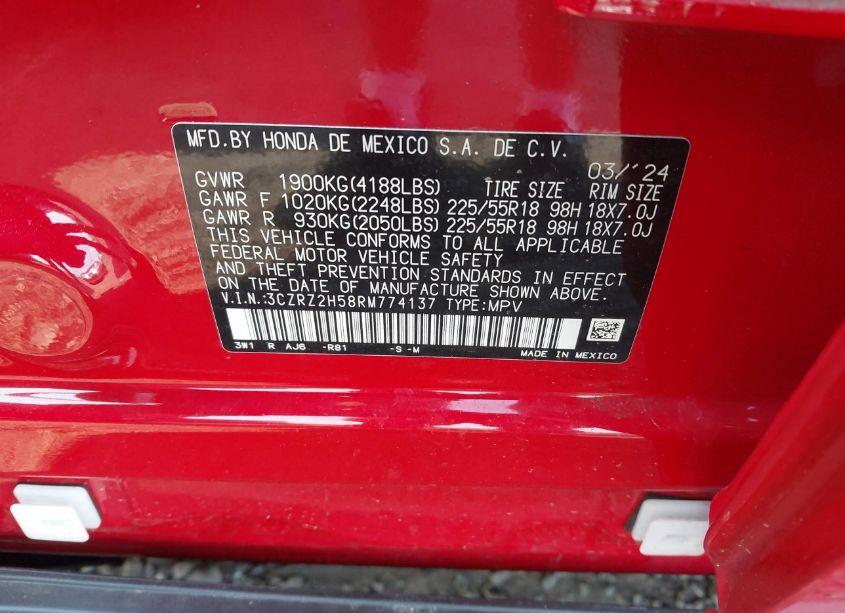 MFD.BY HONDA DE MEXICO S.A. DE C.V.
03/'24
GVWR 1900KG(4188LBS) TIRE SIZE RIM SIZE
GAWR F 1020KG(2248LBS) 225/55R18 98H 18X7.0J
GAWR R 930KG(2050LBS) 225/55R18 98H 18X7.0J
THIS VEHICLE CONFORMS TO ALL APPLICABLE
FEDERAL MOTOR VEHICLE SAFETY
AND THEFT PREVENTION STANDARDS IN EFFECT
ON THE DATE OF MANUFACTURE SHOWN ABOVE.
V.I.N.:3CZRZ2H58RM774137 TYPE:MPV
3W1 R AJ6 -R81 -S -M MADE IN MEXICO